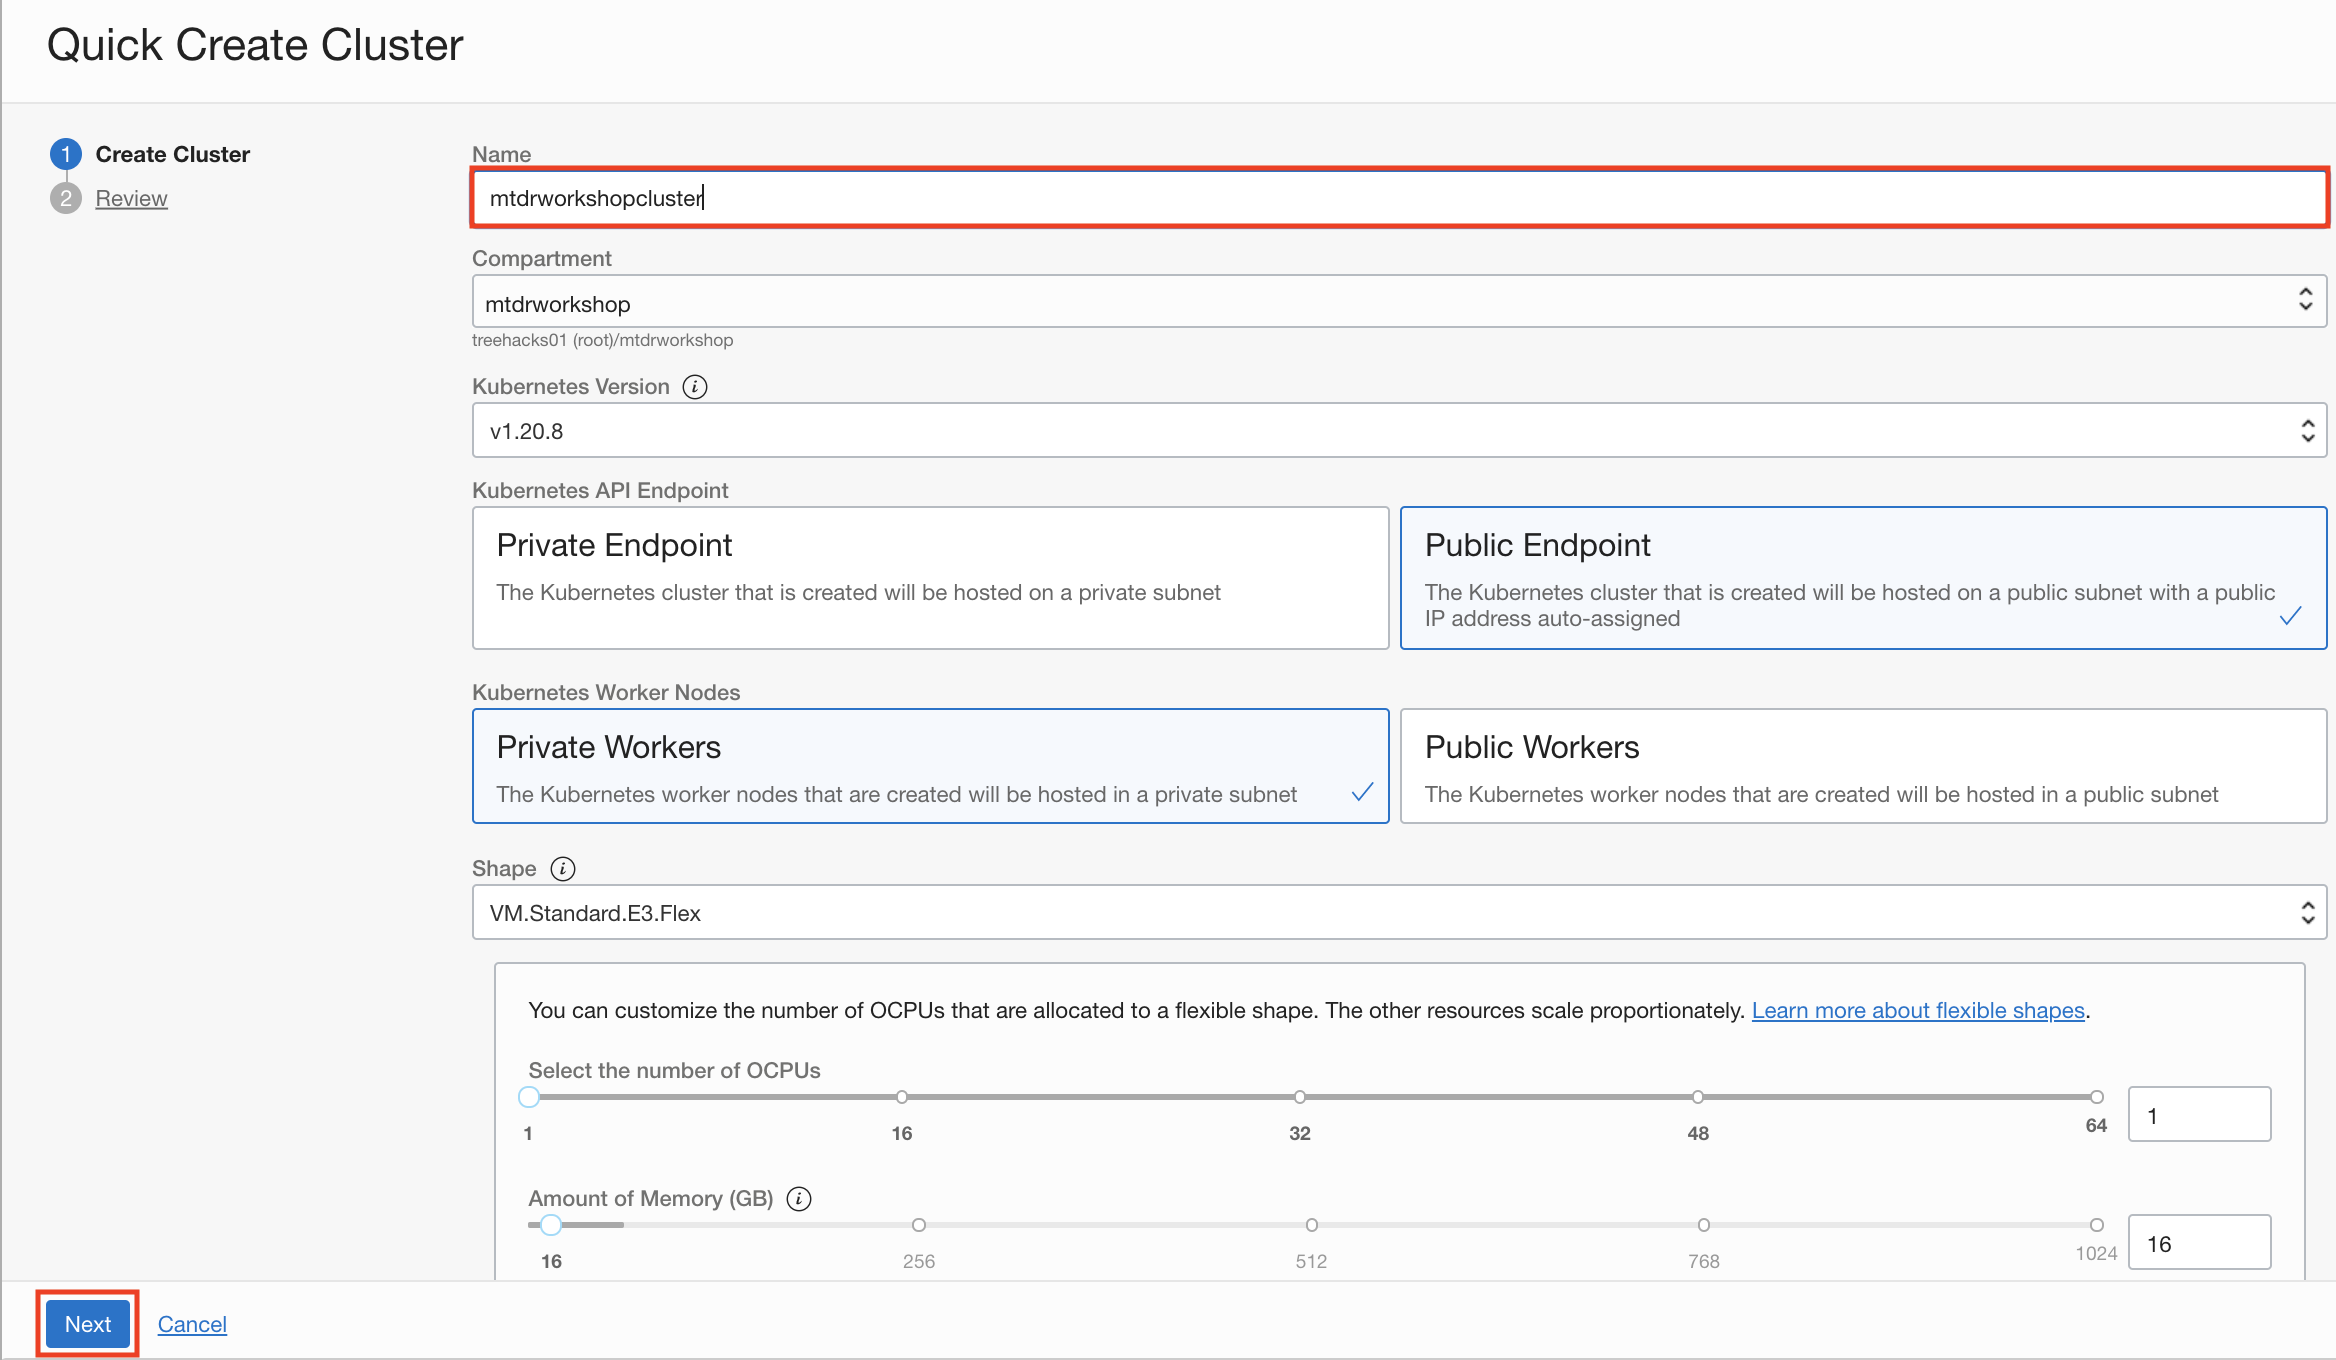 Quick Create Cluster
1 Create Cluster
2 Review
Name
mtdrworkshopcluster
Compartment
mtdrworkshop
treehacks01 (root)/mtdrworkshop
Kubernetes Version i
v1.20.8
Kubernetes API Endpoint
Private Endpoint
The Kubernetes cluster that is created will be hosted on a private subnet
Public Endpoint
The Kubernetes cluster that is created will be hosted on a public subnet with a public
IP address auto-assigned
Kubernetes Worker Nodes
Private Workers
The Kubernetes worker nodes that are created will be hosted in a private subnet
Public Workers
The Kubernetes worker nodes that are created will be hosted in a public subnet
Shape i
VM.Standard.E3.Flex
You can customize the number of OCPUs that are allocated to a flexible shape. The other resources scale proportionately. Learn more about flexible shapes.
Select the number of OCPUs
1 16 32 48 64
1
Amount of Memory (GB) i
16 256 512 768 1024
16
Next Cancel